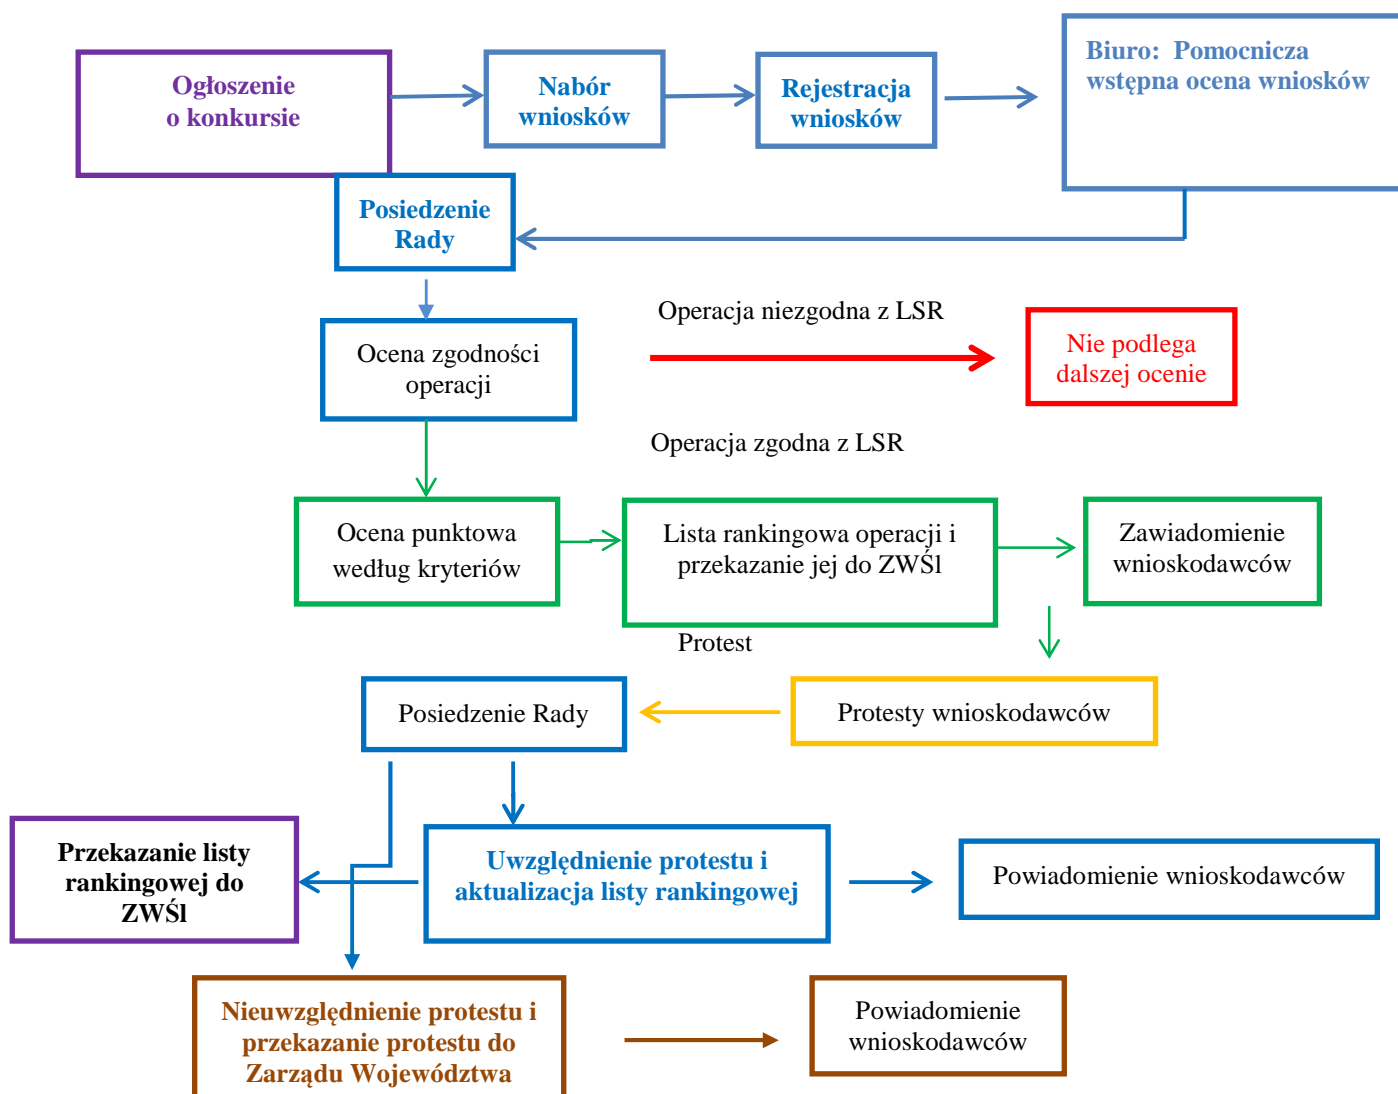 Ogłoszenie
o konkursie
Nabór
wniosków
Rejestracja
wniosków
Biuro: Pomocnicza
wstępna ocena wniosków
Posiedzenie
Rady
Ocena zgodności
operacji
Operacja niezgodna z LSR
Nie podlega
dalszej ocenie
Operacja zgodna z LSR
Ocena punktowa
według kryteriów
Lista rankingowa operacji i
przekazanie jej do ZWŚl
Zawiadomienie
wnioskodawców
Protest
Posiedzenie Rady
Protesty wnioskodawców
Przekazanie listy
rankingowej do
ZWŚl
Uwzględnienie protestu i
aktualizacja listy rankingowej
Powiadomienie wnioskodawców
Nieuwzględnienie protestu i
przekazanie protestu do
Zarządu Województwa
Powiadomienie
wnioskodawców